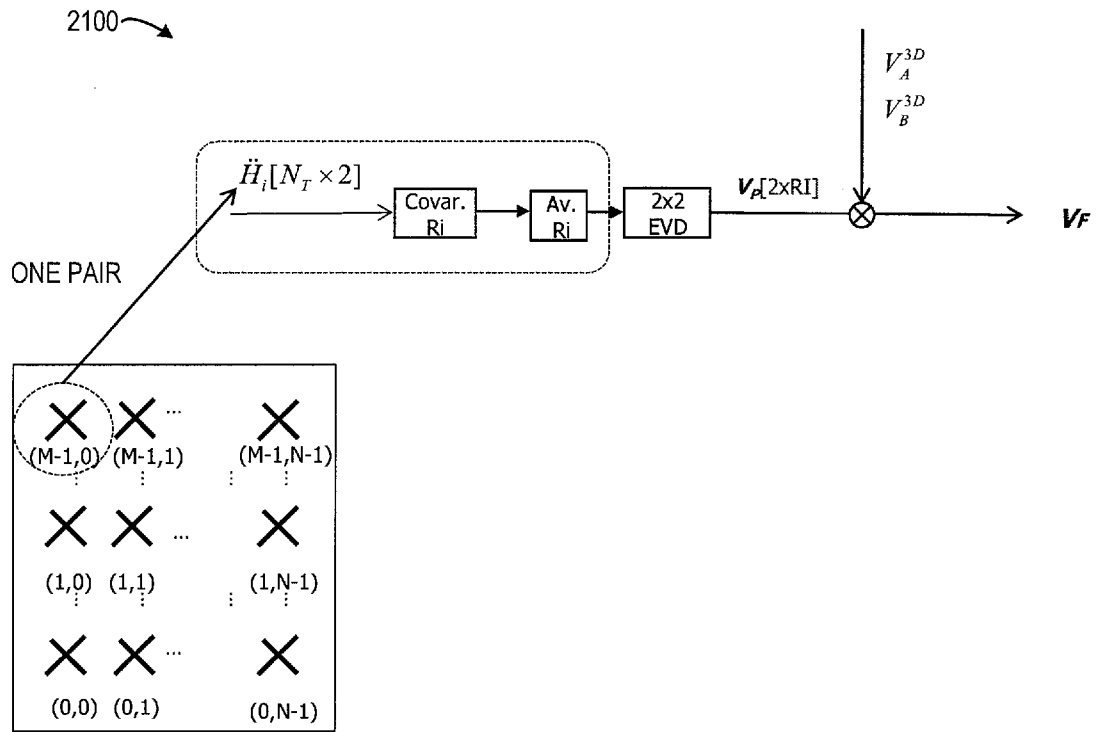 2100
V_A^{3D}
V_B^{3D}
Ḧ_i[N_T × 2]
Covar.
Ri
Av.
Ri
2x2
EVD
V_P[2xRI]
V_F
ONE PAIR
...
(M-1,0) (M-1,1) (M-1,N-1)
⋮ ⋮ ⋮ ⋮
...
(1,0) (1,1) (1,N-1)
⋮ ⋮ ⋮ ⋮
...
(0,0) (0,1) (0,N-1)